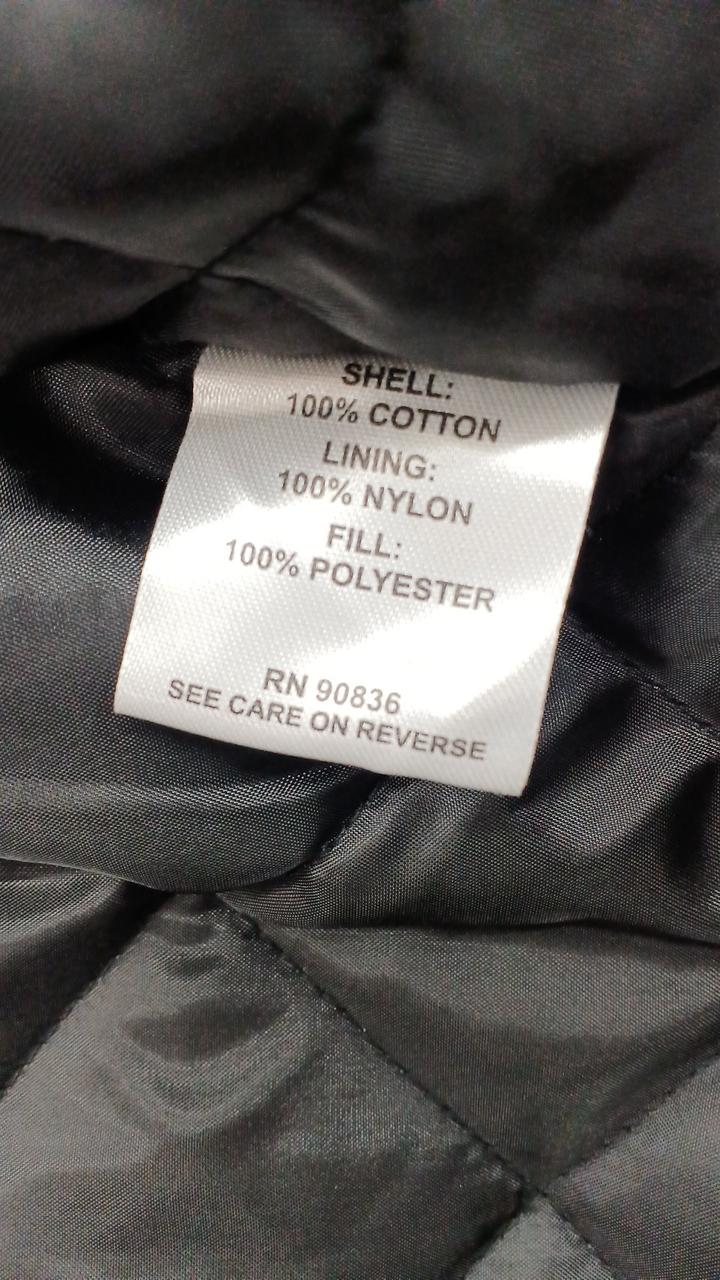 SHELL:
100% COTTON
LINING:
100% NYLON
FILL:
100% POLYESTER
RN 90836
SEE CARE ON REVERSE